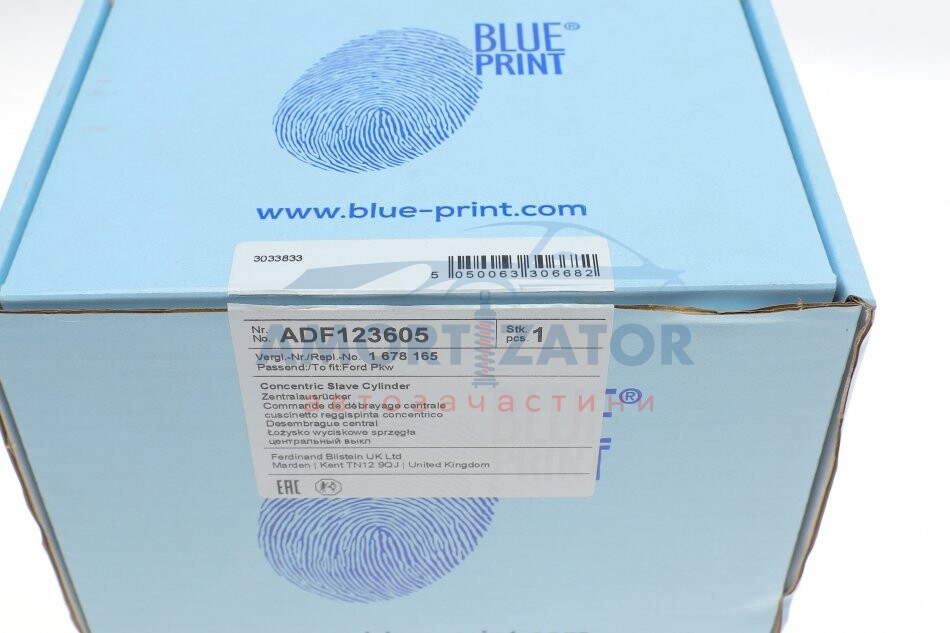 BLUE®
PRINT
www.blue-print.com
3033833
5 050063 306682
Nr.
No. ADF123605
Stk.
pcs. 1
Vergl.-Nr./Repl.-No. 1 678 165
Passend:/To fit:Ford Pkw
AMORTIZATOR
автозачастини
Concentric Slave Cylinder
Zentralausrücker
Commande de débrayage centrale
cuscinetto reggispinta concentrico
Desembrague central
Łożysko wyciskowe sprzęgła
центральный выкл
Ferdinand Bilstein UK Ltd
Marden | Kent TN12 9QJ | United Kingdom
EAC